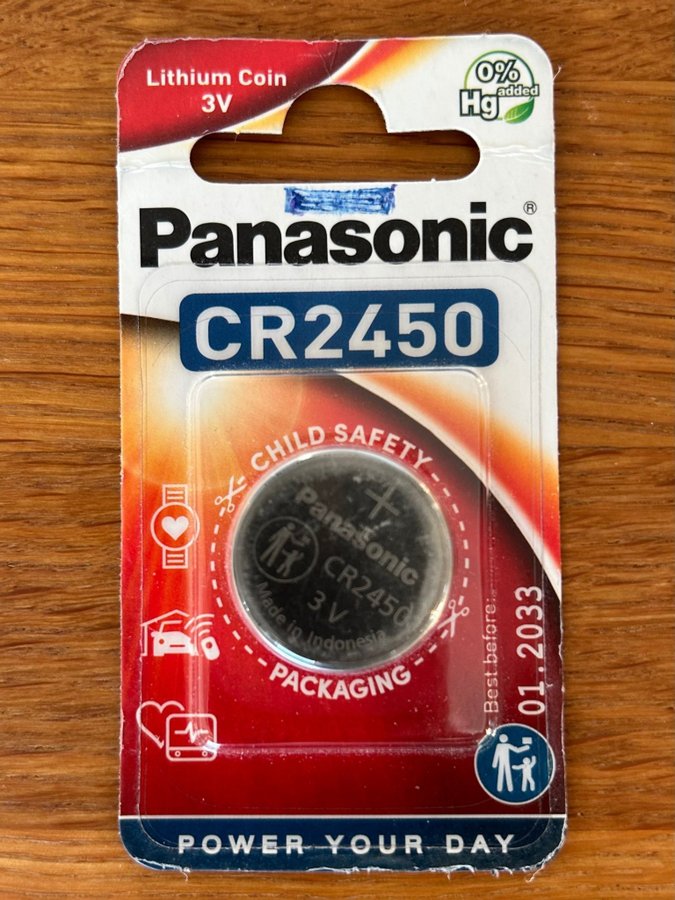 Lithium Coin
3V
0%
Hg added
Panasonic®
CR2450
CHILD SAFETY
+
Panasonic
CR2450
3 V
Made in Indonesia
PACKAGING
Best before:
01.2033
POWER YOUR DAY